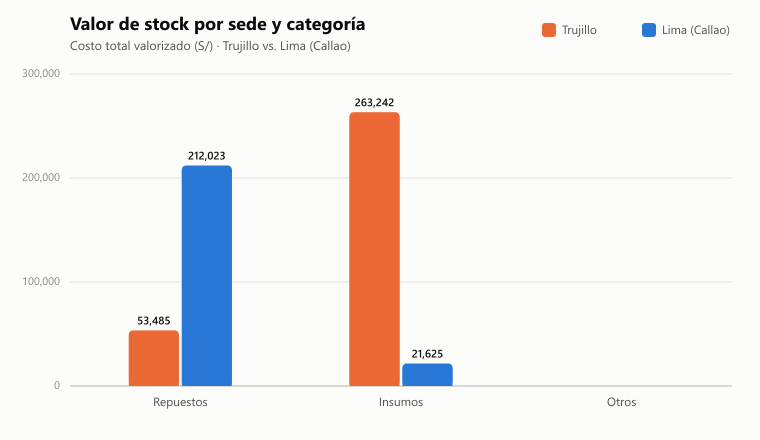 Valor de stock por sede y categoría
Costo total valorizado (S/) · Trujillo vs. Lima (Callao)
Trujillo
Lima (Callao)
300,000
263,242
212,023
200,000
100,000
53,485
21,625
0
Repuestos
Insumos
Otros